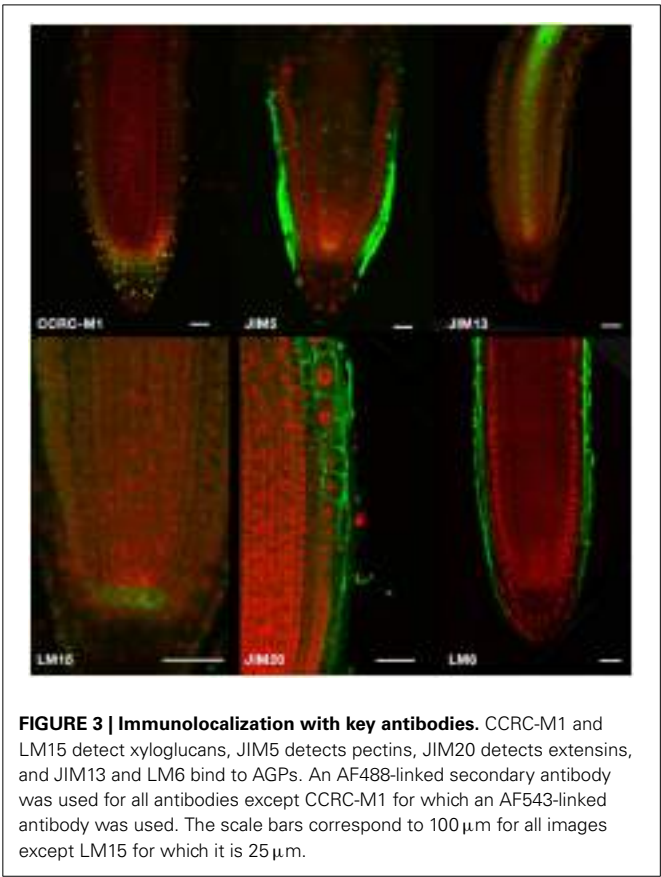 CCRC-M1
JIM5
JIM13
LM15
JIM20
LM6
FIGURE 3 | Immunolocalization with key antibodies. CCRC-M1 and
LM15 detect xyloglucans, JIM5 detects pectins, JIM20 detects extensins,
and JIM13 and LM6 bind to AGPs. An AF488-linked secondary antibody
was used for all antibodies except CCRC-M1 for which an AF543-linked
antibody was used. The scale bars correspond to 100 μm for all images
except LM15 for which it is 25 μm.